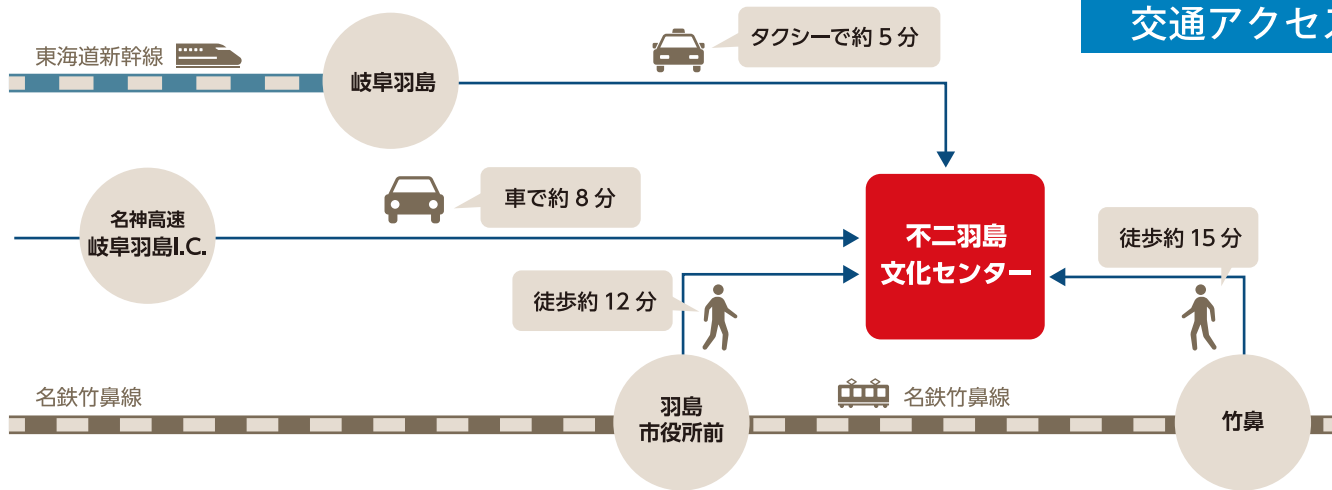 交通アクセス
東海道新幹線
岐阜羽島
タクシーで約 5 分
名神高速
岐阜羽島I.C.
車で約 8 分
不二羽島
文化センター
徒歩約 15 分
徒歩約 12 分
名鉄竹鼻線
羽島
市役所前
名鉄竹鼻線
竹鼻